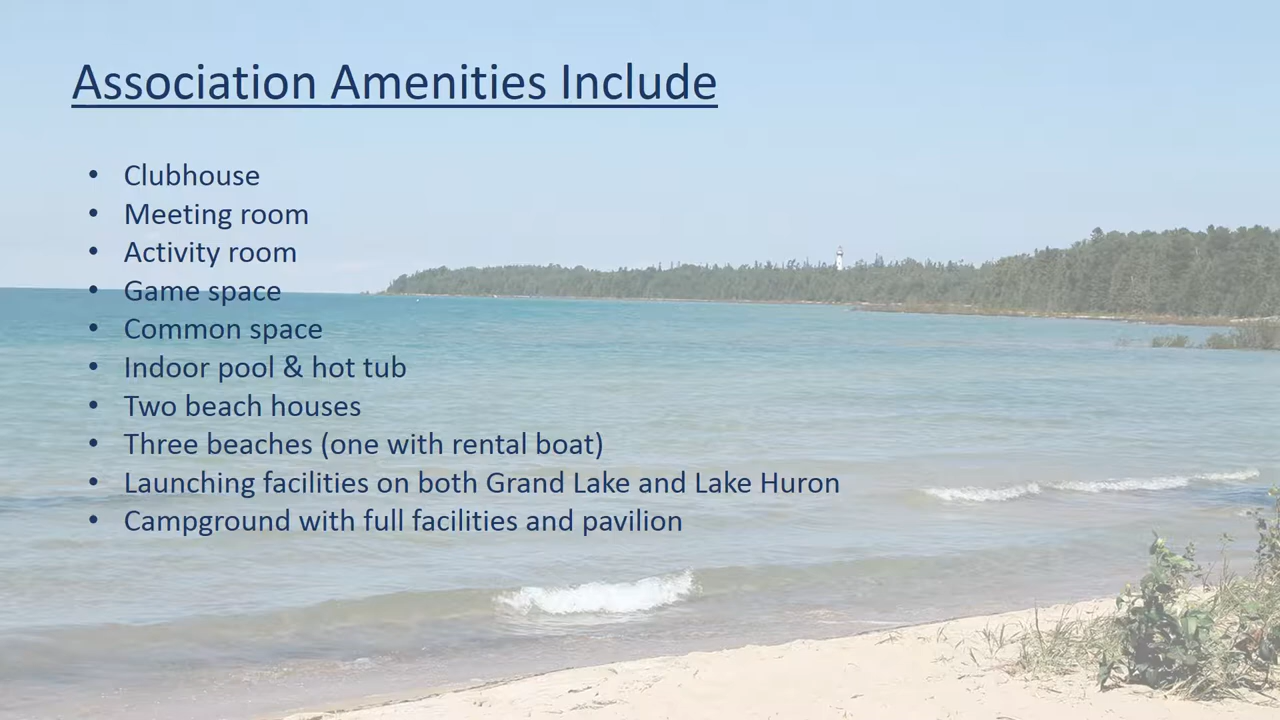 Association Amenities Include
• Clubhouse
• Meeting room
• Activity room
• Game space
• Common space
• Indoor pool & hot tub
• Two beach houses
• Three beaches (one with rental boat)
• Launching facilities on both Grand Lake and Lake Huron
• Campground with full facilities and pavilion